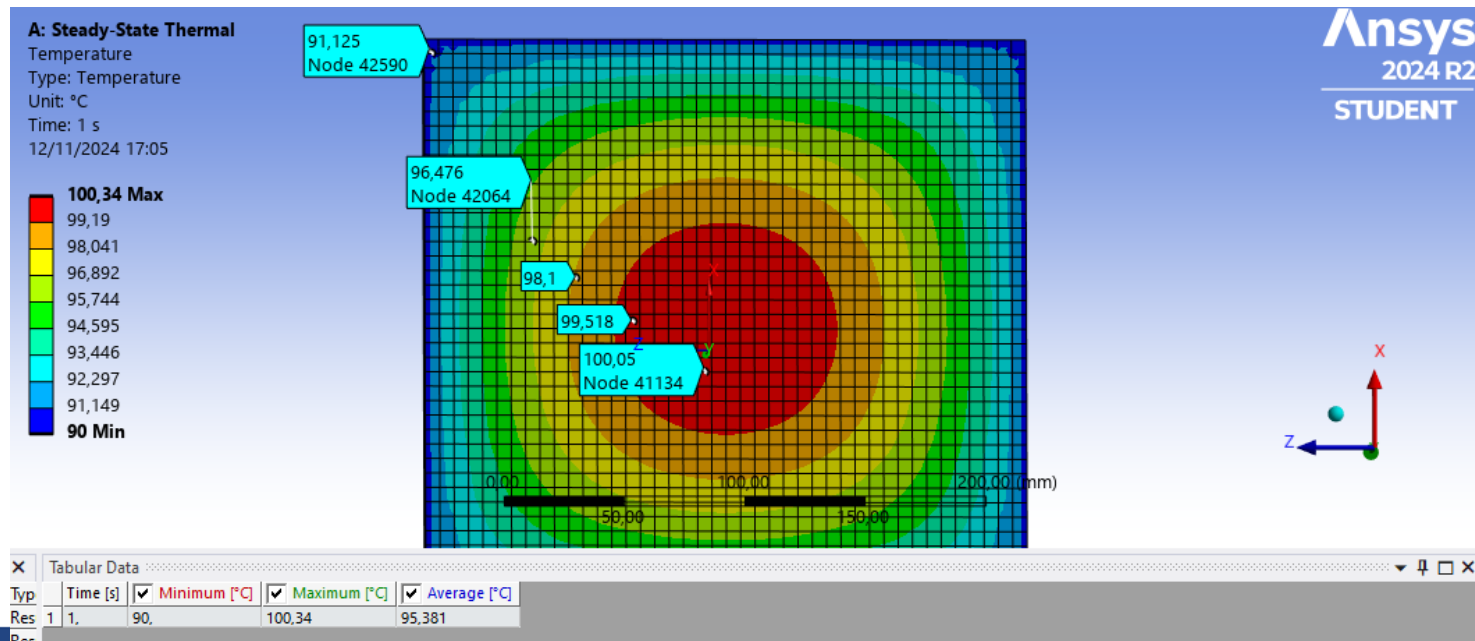 A: Steady-State Thermal
Temperature
Type: Temperature
Unit: °C
Time: 1 s
12/11/2024 17:05
100,34 Max
99,19
98,041
96,892
95,744
94,595
93,446
92,297
91,149
90 Min
91,125
Node 42590
96,476
Node 42064
98,1
99,518
100,05
Node 41134
X
Z
Y
0,00
100,00
200,00 (mm)
50,00
150,00
Ansys
2024 R2
STUDENT
X
Z
Tabular Data
Typ
Time [s] Minimum [°C] Maximum [°C] Average [°C]
Res 1 1, 90, 100,34 95,381